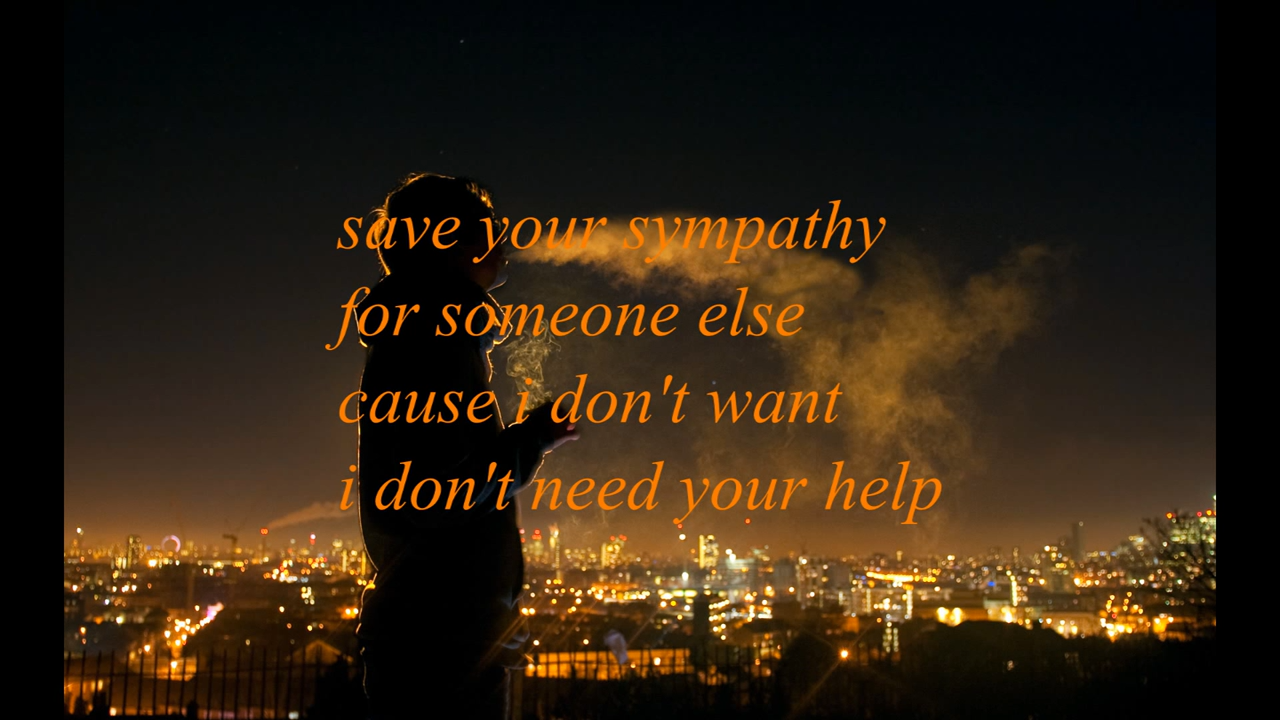 save your sympathy
for someone else
cause i don't want
i don't need your help